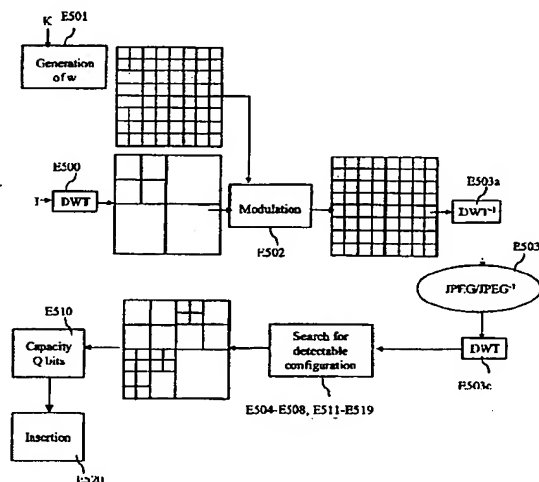 K
E501
Generation
of w
E500
I
DWT
Modulation
E502
E503a
DWT⁻¹
E503
JPEG/JPEG⁻¹
DWT
E503c
Search for
detectable
configuration
E504-E508, E511-E519
E510
Capacity
Q bits
Insertion
E520